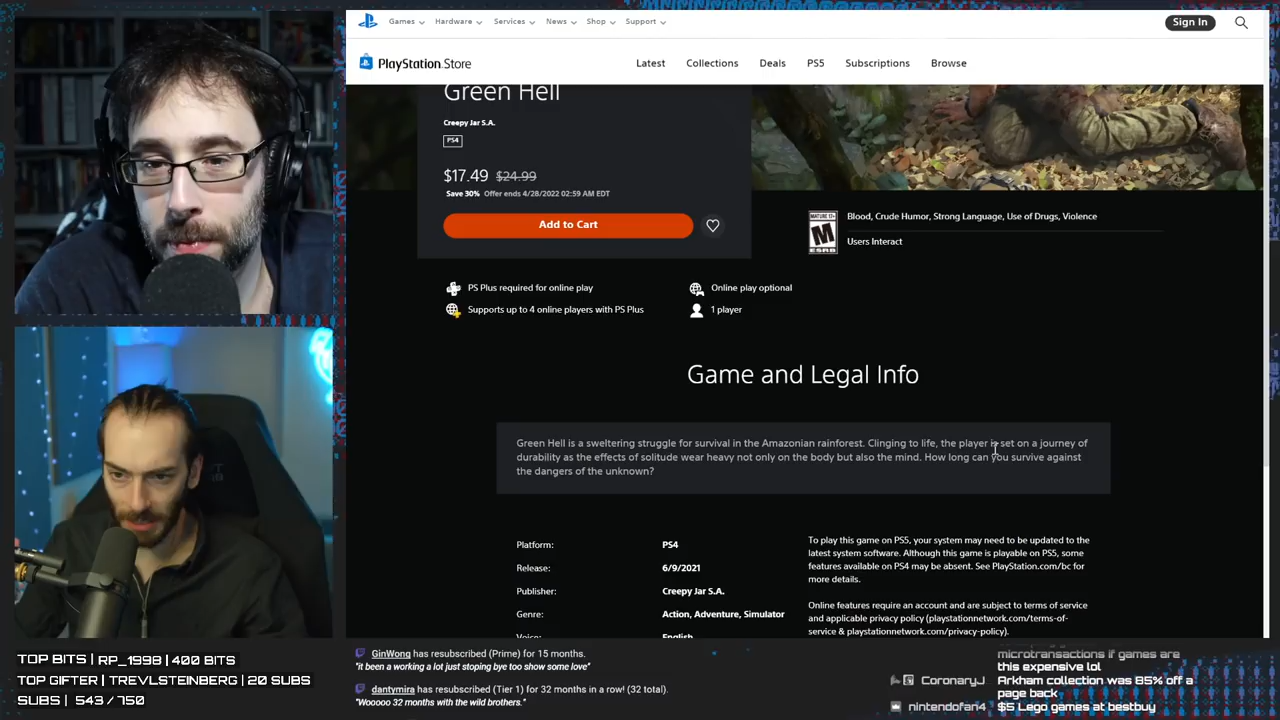 Games
Hardware
Services
News
Shop
Support
Sign In
PlayStation.Store
Latest
Collections
Deals
PS5
Subscriptions
Browse
Green Hell
Creepy Jar S.A.
PS4
$17.49 $24.99
Save 30% Offer ends 4/28/2022 02:59 AM EDT
Add to Cart
MATURE 17+
M
ESRB
Blood, Crude Humor, Strong Language, Use of Drugs, Violence
Users Interact
PS Plus required for online play
Online play optional
Supports up to 4 online players with PS Plus
1 player
Game and Legal Info
Green Hell is a sweltering struggle for survival in the Amazonian rainforest. Clinging to life, the player is set on a journey of
durability as the effects of solitude wear heavy not only on the body but also the mind. How long can you survive against
the dangers of the unknown?
Platform: PS4
Release: 6/9/2021
Publisher: Creepy Jar S.A.
Genre: Action, Adventure, Simulator
Voice: English
To play this game on PS5, your system may need to be updated to the
latest system software. Although this game is playable on PS5, some
features available on PS4 may be absent. See PlayStation.com/bc for
more details.
Online features require an account and are subject to terms of service
and applicable privacy policy (playstationnetwork.com/terms-of-
service & playstationnetwork.com/privacy-policy).
TOP BITS | RP_1998 | 400 BITS
TOP GIFTER | TREVLSTEINBERG | 20 SUBS
SUBS | 543 / 750
GinWong has resubscribed (Prime) for 15 months.
"it been a working a lot just stoping bye too show some love"
dantymira has resubscribed (Tier 1) for 32 months in a row! (32 total).
"Wooooo 32 months with the wild brothers."
microtransactions if games are
this expensive lol
CoronaryJ Arkham collection was 85% off a
page back
nintendofan4 $5 Lego games at bestbuy